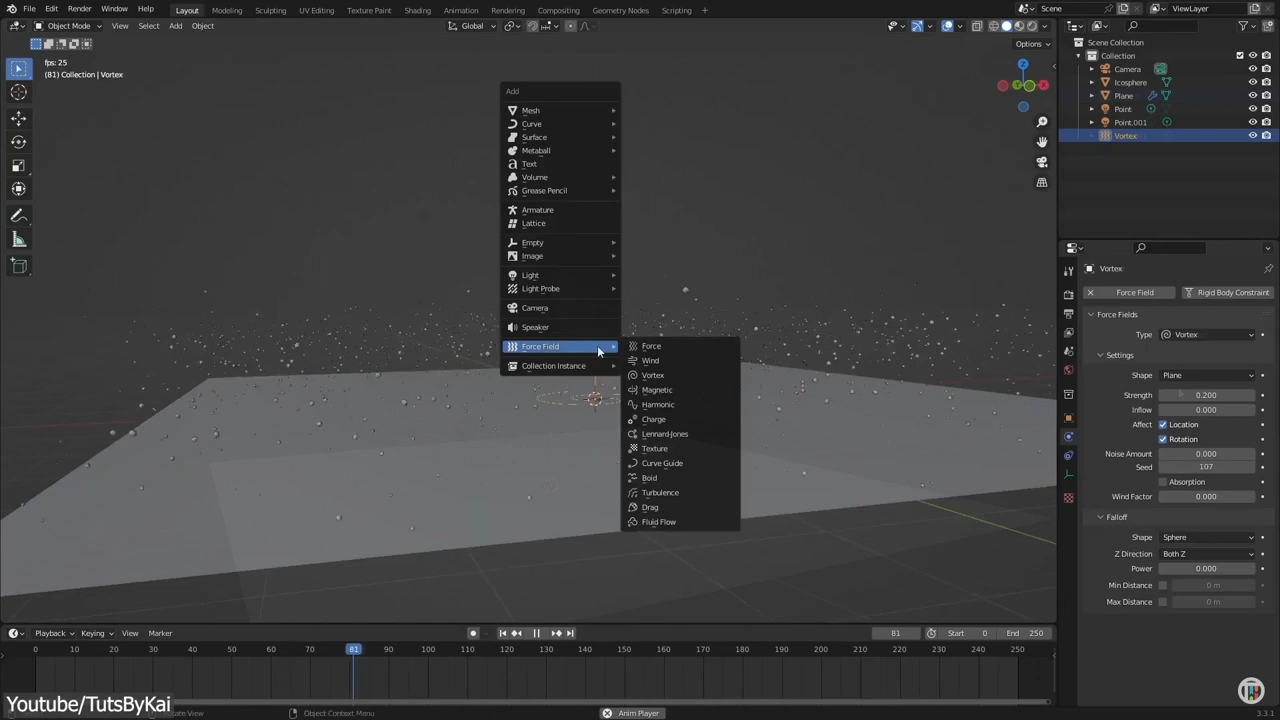 File Edit Render Window Help Layout Modeling Sculpting UV Editing Texture Paint Shading Animation Rendering Compositing Geometry Nodes Scripting + Scene ViewLayer
Object Mode View Select Add Object Global
Options
fps: 25
(81) Collection | Vortex
Add
Mesh
Curve
Surface
Metaball
Text
Volume
Grease Pencil
Armature
Lattice
Empty
Image
Light
Light Probe
Camera
Speaker
Force Field
Collection Instance
Force
Wind
Vortex
Magnetic
Harmonic
Charge
Lennard-Jones
Texture
Curve Guide
Boid
Turbulence
Drag
Fluid Flow
Z
Y
X
Scene Collection
Collection
Camera
Icosphere
Plane
Point
Point.001
Vortex
Vortex
Force Field Rigid Body Constraint
Force Fields
Type Vortex
Settings
Shape Plane
Strength 0.200
Inflow 0.000
Affect Location
Rotation
Noise Amount 0.000
Seed 107
Absorption
Wind Factor 0.000
Falloff
Shape Sphere
Z Direction Both Z
Power 0.000
Min Distance 0 m
Max Distance 0 m
Playback Keying View Marker 81 Start 0 End 250
0 10 20 30 40 50 60 70 81 90 100 110 120 130 140 150 160 170 180 190 200 210 220 230 240 250
Youtube/TutsByKai
Rotate View Object Context Menu Anim Player 3.3.1